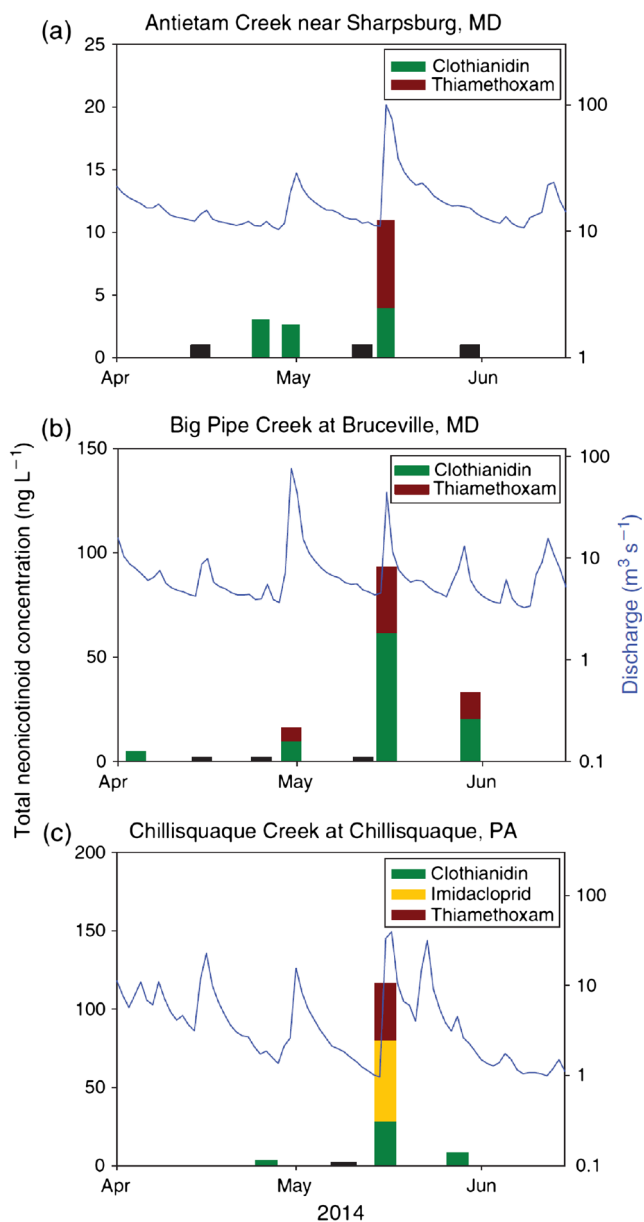 (a) Antietam Creek near Sharpsburg, MD
25
20
15
10
5
0
Clothianidin
Thiamethoxam
100
10
1
Apr May Jun
(b) Big Pipe Creek at Bruceville, MD
150
100
50
0
Clothianidin
Thiamethoxam
100
10
1
0.1
Apr May Jun
Total neonicotinoid concentration (ng L−1)
Discharge (m3 s−1)
(c) Chillisquaque Creek at Chillisquaque, PA
200
150
100
50
0
Clothianidin
Imidacloprid
Thiamethoxam
100
10
1
0.1
Apr May Jun
2014